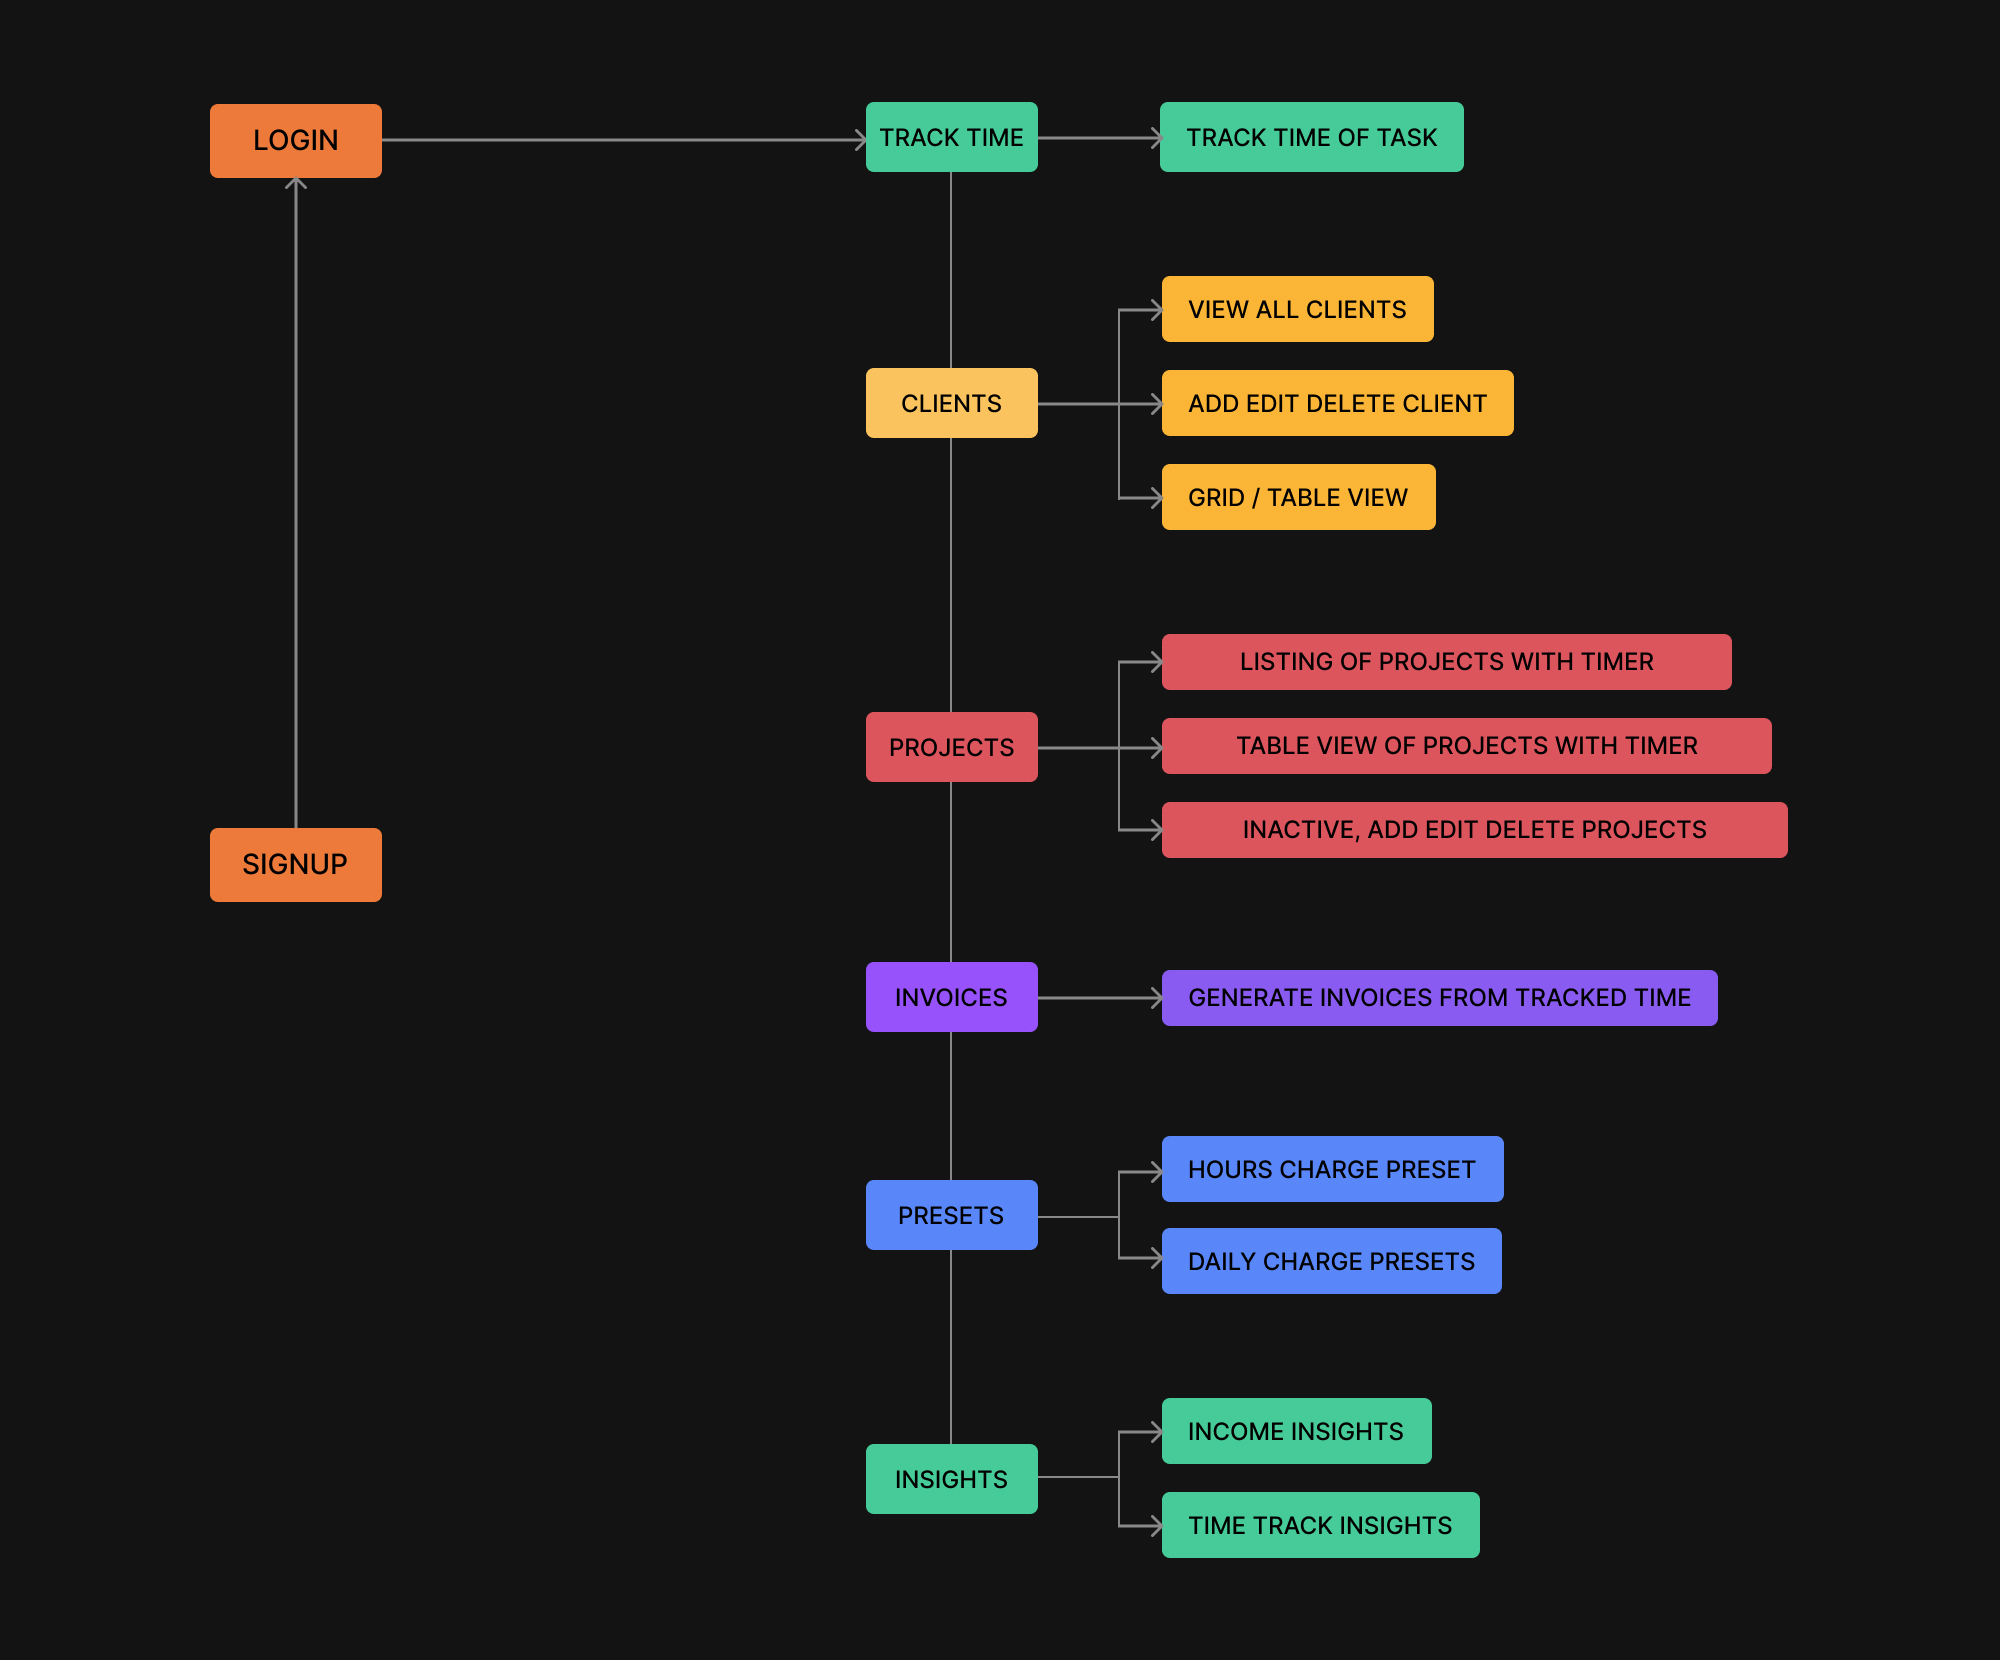 LOGIN
TRACK TIME
TRACK TIME OF TASK
VIEW ALL CLIENTS
CLIENTS
ADD EDIT DELETE CLIENT
GRID / TABLE VIEW
LISTING OF PROJECTS WITH TIMER
PROJECTS
TABLE VIEW OF PROJECTS WITH TIMER
INACTIVE, ADD EDIT DELETE PROJECTS
SIGNUP
INVOICES
GENERATE INVOICES FROM TRACKED TIME
HOURS CHARGE PRESET
PRESETS
DAILY CHARGE PRESETS
INCOME INSIGHTS
INSIGHTS
TIME TRACK INSIGHTS